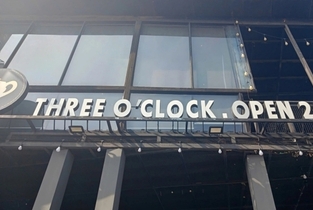 THREE O'CLOCK . OPEN 2